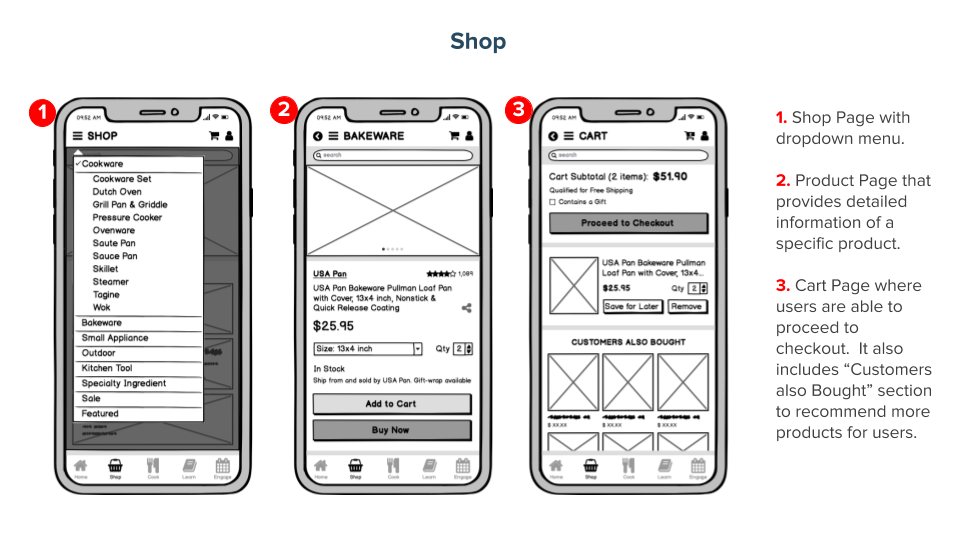 Shop
1
09:52 AM
SHOP
Cookware
Cookware Set
Dutch Oven
Grill Pan & Griddle
Pressure Cooker
Ovenware
Saute Pan
Sauce Pan
Skillet
Steamer
Tagine
Wok
Bakeware
Small Appliance
Outdoor
Kitchen Tool
Specialty Ingredient
Sale
Featured
Home
Shop
Cook
Learn
Engage
2
09:52 AM
BAKEWARE
search
USA Pan
1,089
USA Pan Bakeware Pullman Loaf Pan
with Cover, 13x4 inch, Nonstick &
Quick Release Coating
$25.95
Size: 13x4 inch
Qty 2
In Stock
Ship from and sold by USA Pan. Gift-wrap available
Add to Cart
Buy Now
Home
Shop
Cook
Learn
Engage
3
09:52 AM
CART
search
Cart Subtotal (2 items): $51.90
Qualified for Free Shipping
Contains a Gift
Proceed to Checkout
USA Pan Bakeware Pullman
Loaf Pan with Cover, 13x4...
$25.95
Qty 2
Save for Later
Remove
CUSTOMERS ALSO BOUGHT
$ XX.XX
$ XX.XX
$ XX.XX
Home
Shop
Cook
Learn
Engage
1. Shop Page with
dropdown menu.
2. Product Page that
provides detailed
information of a
specific product.
3. Cart Page where
users are able to
proceed to
checkout. It also
includes “Customers
also Bought” section
to recommend more
products for users.